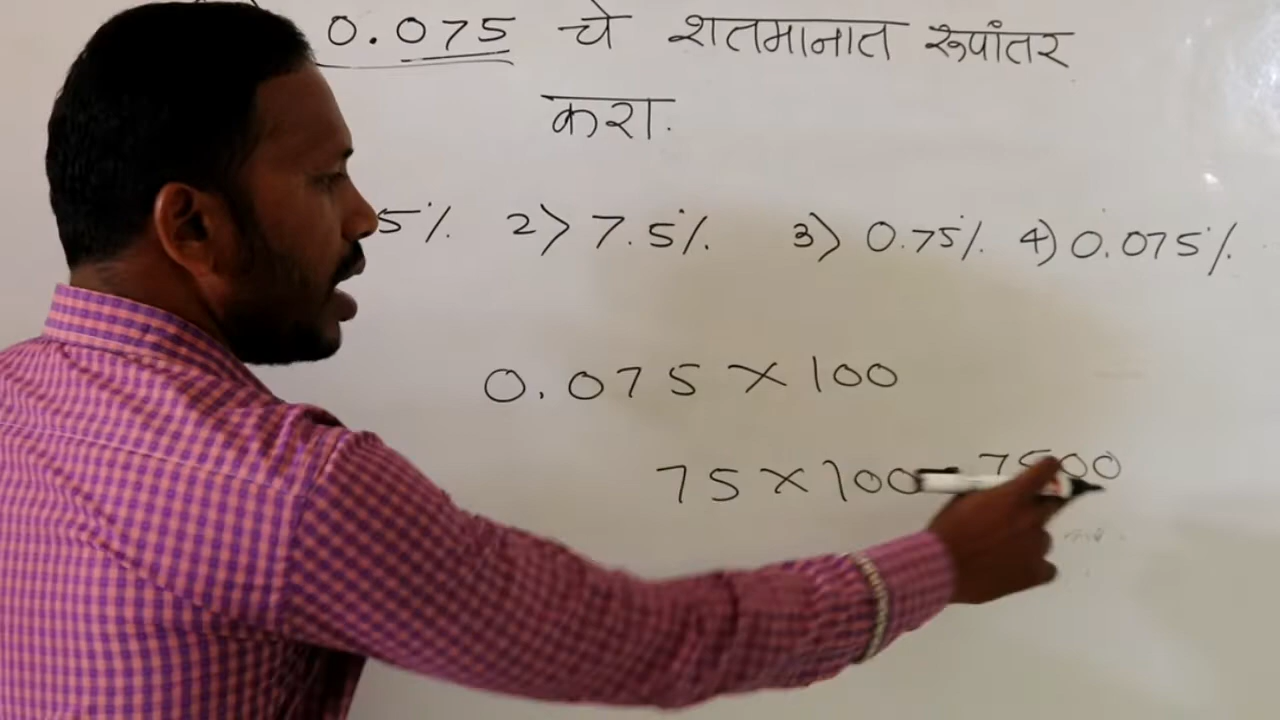 0.075 चे शतमानात रूपांतर
करा.
5% 2) 7.5% 3) 0.75% 4) 0.075%
0.075 × 100
75 × 100 7500